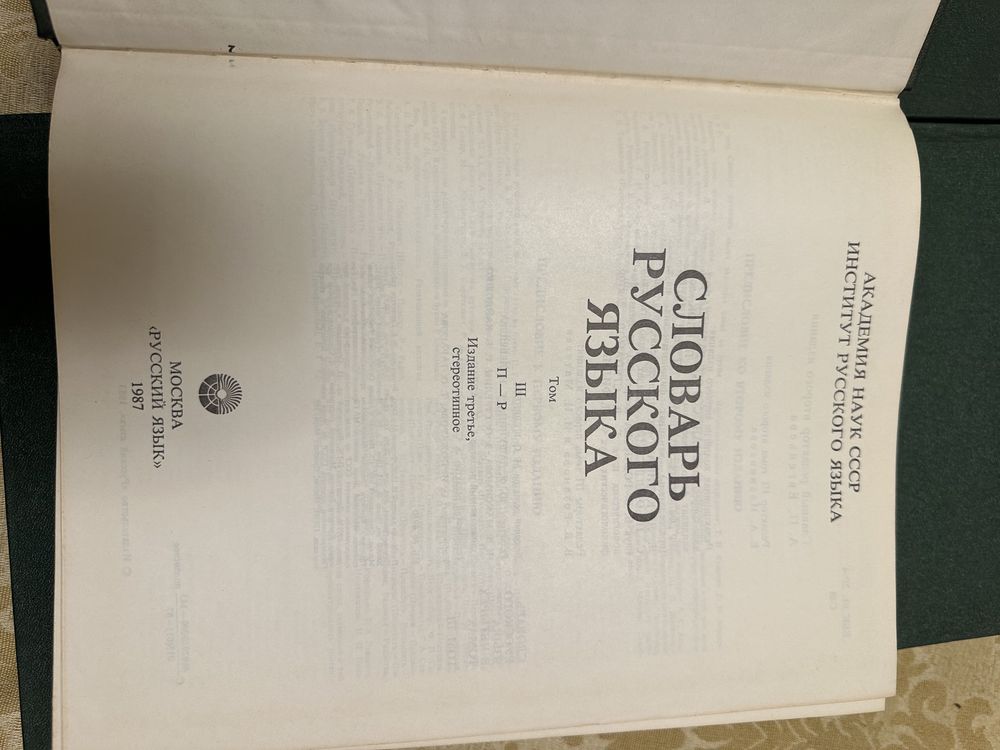 АКАДЕМИЯ НАУК СССР
ИНСТИТУТ РУССКОГО ЯЗЫКА
СЛОВАРЬ
РУССКОГО
ЯЗЫКА
Том
III
П — Р
Издание третье,
стереотипное
МОСКВА
«РУССКИЙ ЯЗЫК»
1987